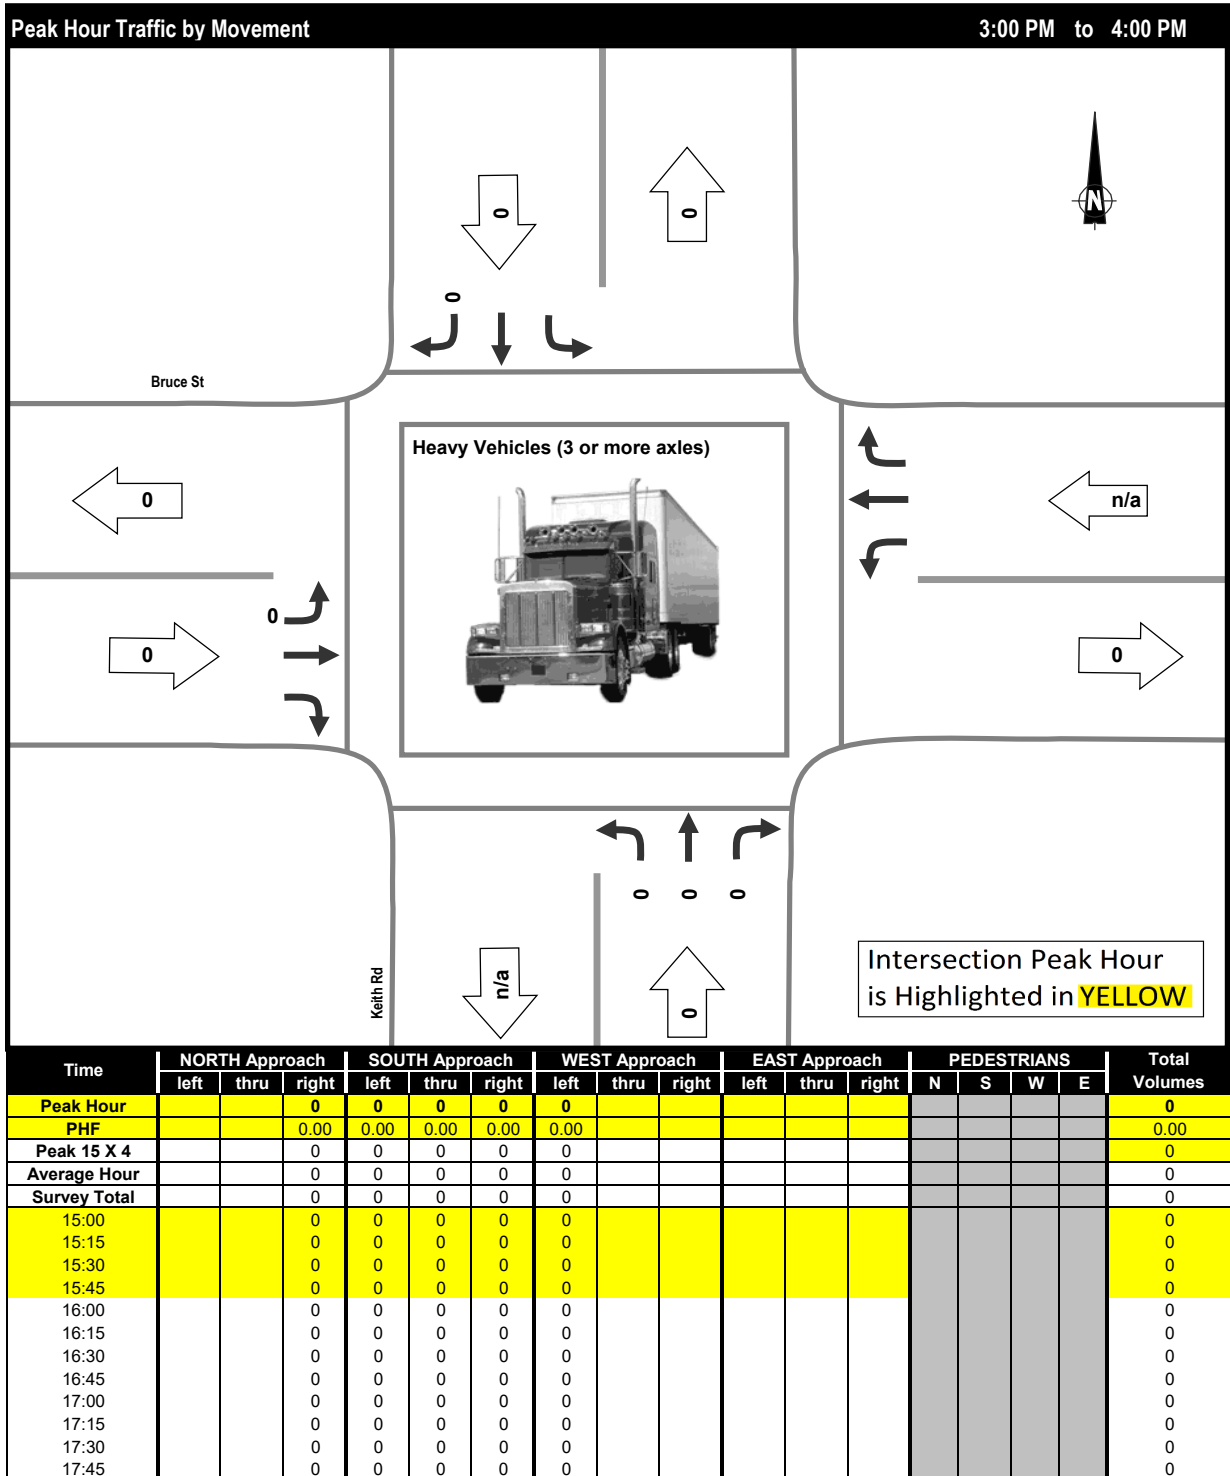 Peak Hour Traffic by Movement 3:00 PM to 4:00 PM
0 0
N
0
Bruce St
Heavy Vehicles (3 or more axles)
0 n/a
0
0 0
0 0 0
Keith Rd n/a 0
Intersection Peak Hour
is Highlighted in YELLOW
Time NORTH Approach SOUTH Approach WEST Approach EAST Approach PEDESTRIANS Total
left thru right left thru right left thru right left thru right N S W E Volumes
Peak Hour 0 0 0 0 0 0
PHF 0.00 0.00 0.00 0.00 0.00 0.00
Peak 15 X 4 0 0 0 0 0 0
Average Hour 0 0 0 0 0 0
Survey Total 0 0 0 0 0 0
15:00 0 0 0 0 0 0
15:15 0 0 0 0 0 0
15:30 0 0 0 0 0 0
15:45 0 0 0 0 0 0
16:00 0 0 0 0 0 0
16:15 0 0 0 0 0 0
16:30 0 0 0 0 0 0
16:45 0 0 0 0 0 0
17:00 0 0 0 0 0 0
17:15 0 0 0 0 0 0
17:30 0 0 0 0 0 0
17:45 0 0 0 0 0 0